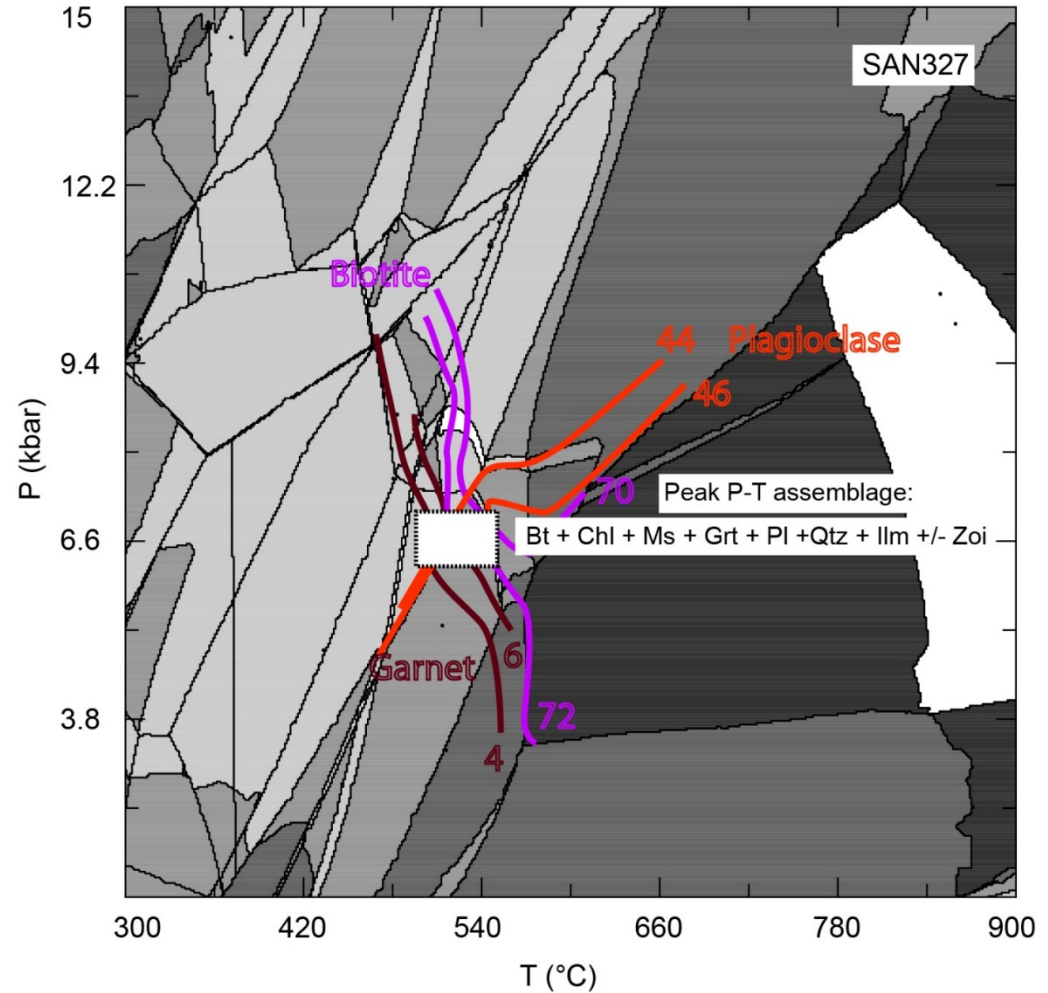 15
SAN327
12.2
Biotite
9.4
44 Plagioclase
46
70
Peak P-T assemblage:
P (kbar)
6.6
Bt + Chl + Ms + Grt + Pl +Qtz + Ilm +/- Zoi
Garnet
6
3.8
72
4
300
420
540
660
780
900
T (°C)